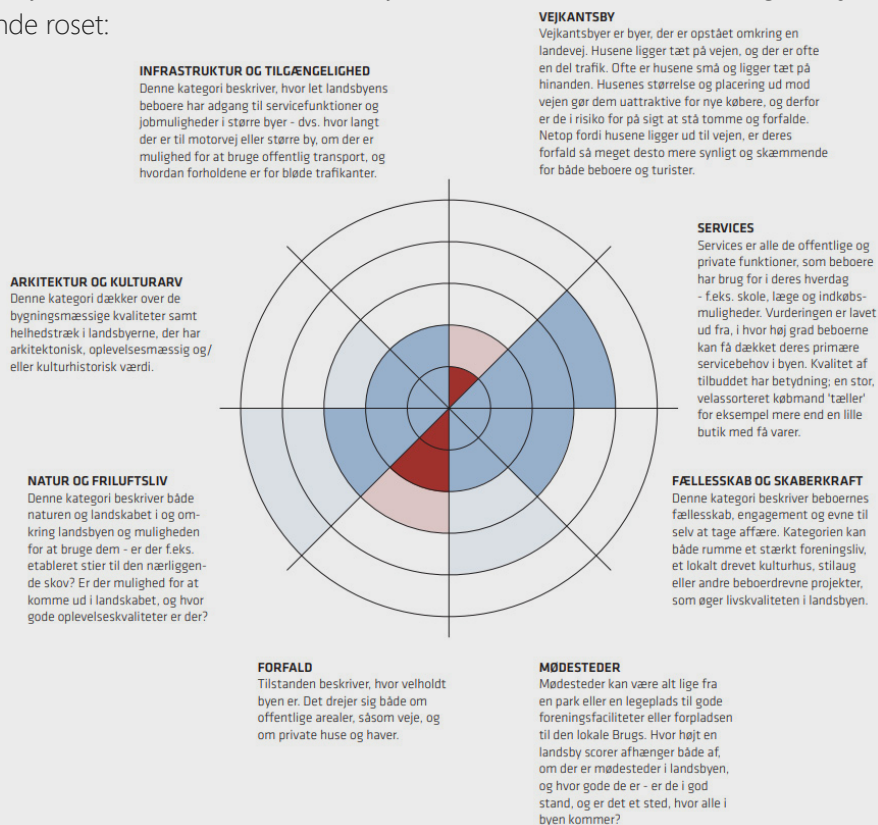 nde roset:
VEJKANTSBY
Vejkantsbyer er byer, der er opstået omkring en
landevej. Husene ligger tæt på vejen, og der er ofte
en del trafik. Ofte er husene små og ligger tæt på
hinanden. Husenes størrelse og placering ud mod
vejen gør dem uattraktive for nye købere, og derfor
er de i risiko for på sigt at stå tomme og forfalde.
Netop fordi husene ligger ud til vejen, er deres
forfald så meget desto mere synligt og skæmmende
for både beboere og turister.
INFRASTRUKTUR OG TILGÆNGELIGHED
Denne kategori beskriver, hvor let landsbyens
beboere har adgang til servicefunktioner og
jobmuligheder i større byer - dvs. hvor langt
der er til motorvej eller større by, om der er
mulighed for at bruge offentlig transport, og
hvordan forholdene er for bløde trafikanter.
SERVICES
Services er alle de offentlige og
private funktioner, som beboere
har brug for i deres hverdag
- f.eks. skole, læge og indkøbs-
muligheder. Vurderingen er lavet
ud fra, i hvor høj grad beboerne
kan få dækket deres primære
servicebehov i byen. Kvalitet af
tilbuddet har betydning; en stor,
velassorteret købmand 'tæller'
for eksempel mere end en lille
butik med få varer.
ARKITEKTUR OG KULTURARV
Denne kategori dækker over de
bygningsmæssige kvaliteter samt
helhedstræk i landsbyerne, der har
arkitektonisk, oplevelsesmæssig og/
eller kulturhistorisk værdi.
NATUR OG FRILUFTSLIV
Denne kategori beskriver både
naturen og landskabet i og om-
kring landsbyen og muligheden
for at bruge dem - er der f.eks.
etableret stier til den nærliggen-
de skov? Er der mulighed for at
komme ud i landskabet, og hvor
gode oplevelseskvaliteter er der?
FÆLLESSKAB OG SKABERKRAFT
Denne kategori beskriver beboernes
fællesskab, engagement og evne til
selv at tage affære. Kategorien kan
både rumme et stærkt foreningsliv,
et lokalt drevet kulturhus, stilaug
eller andre beboerdrevne projekter,
som øger livskvaliteten i landsbyen.
FORFALD
Tilstanden beskriver, hvor velholdt
byen er. Det drejer sig både om
offentlige arealer, såsom veje, og
om private huse og haver.
MØDESTEDER
Mødesteder kan være alt lige fra
en park eller en legeplads til gode
foreningsfaciliteter eller forpladsen
til den lokale Brugs. Hvor højt en
landsby scorer afhænger både af,
om der er mødesteder i landsbyen,
og hvor gode de er - er de i god
stand, og er det et sted, hvor alle i
byen kommer?